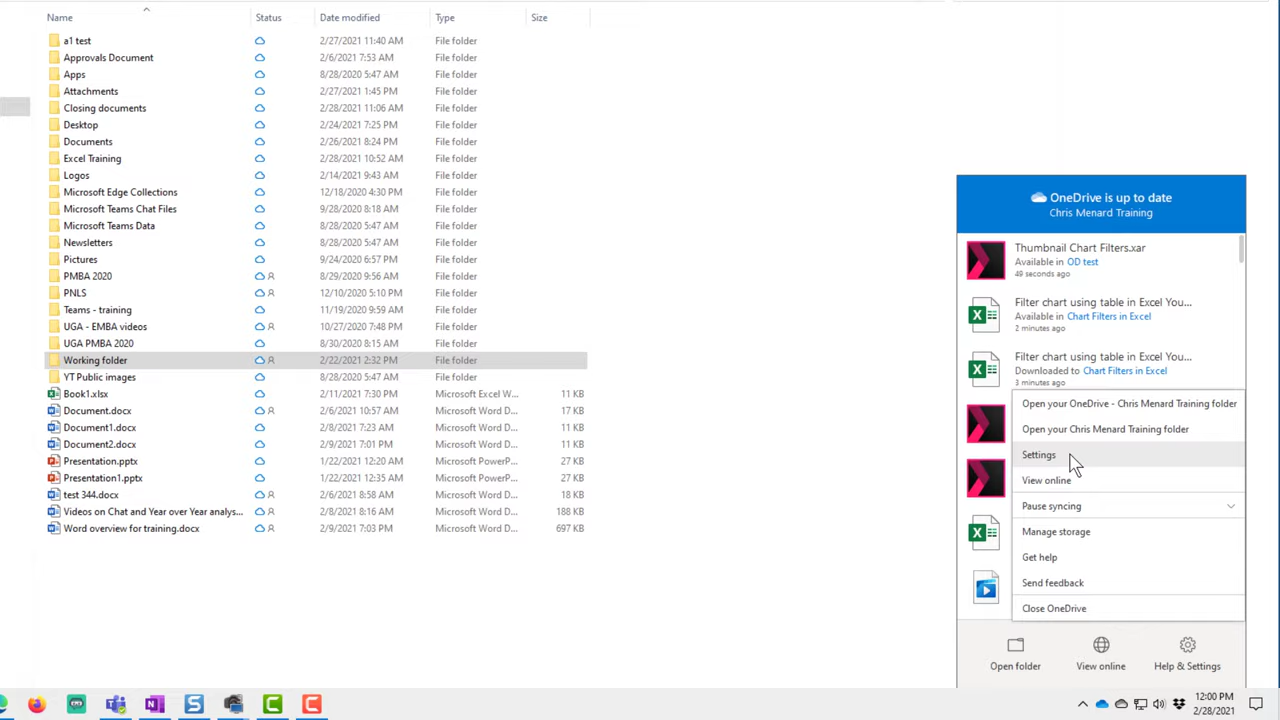 Name Status Date modified Type Size
a1 test 2/27/2021 11:40 AM File folder
Approvals Document 2/6/2021 7:53 AM File folder
Apps 8/28/2020 5:47 AM File folder
Attachments 2/27/2021 1:45 PM File folder
Closing documents 2/28/2021 11:06 AM File folder
Desktop 2/24/2021 7:25 PM File folder
Documents 2/26/2021 8:24 PM File folder
Excel Training 2/28/2021 10:52 AM File folder
Logos 2/14/2021 9:43 AM File folder
Microsoft Edge Collections 12/18/2020 4:30 PM File folder
Microsoft Teams Chat Files 9/28/2020 8:18 AM File folder
Microsoft Teams Data 8/28/2020 5:47 AM File folder
Newsletters 8/28/2020 5:47 AM File folder
Pictures 9/24/2020 6:57 PM File folder
PMBA 2020 8/29/2020 9:56 AM File folder
PNLS 12/10/2020 5:10 PM File folder
Teams - training 11/19/2020 9:59 AM File folder
UGA - EMBA videos 10/27/2020 7:48 PM File folder
UGA PMBA 2020 8/30/2020 8:15 AM File folder
Working folder 2/22/2021 2:32 PM File folder
YT Public images 8/28/2020 5:47 AM File folder
Book1.xlsx 2/11/2021 7:30 PM Microsoft Excel W... 11 KB
Document.docx 2/6/2021 10:57 AM Microsoft Word D... 17 KB
Document1.docx 2/8/2021 7:23 AM Microsoft Word D... 11 KB
Document2.docx 2/9/2021 7:01 PM Microsoft Word D... 11 KB
Presentation.pptx 1/22/2021 12:20 AM Microsoft PowerP... 27 KB
Presentation1.pptx 1/22/2021 12:35 AM Microsoft PowerP... 27 KB
test 344.docx 2/6/2021 8:58 AM Microsoft Word D... 18 KB
Videos on Chat and Year over Year analys... 2/8/2021 8:16 AM Microsoft Word D... 188 KB
Word overview for training.docx 2/9/2021 7:03 PM Microsoft Word D... 697 KB
OneDrive is up to date
Chris Menard Training
Thumbnail Chart Filters.xar
Available in OD test
49 seconds ago
Filter chart using table in Excel You...
Available in Chart Filters in Excel
2 minutes ago
Filter chart using table in Excel You...
Downloaded to Chart Filters in Excel
3 minutes ago
Open your OneDrive - Chris Menard Training folder
Open your Chris Menard Training folder
Settings
View online
Pause syncing
Manage storage
Get help
Send feedback
Close OneDrive
Open folder View online Help & Settings
12:00 PM
2/28/2021